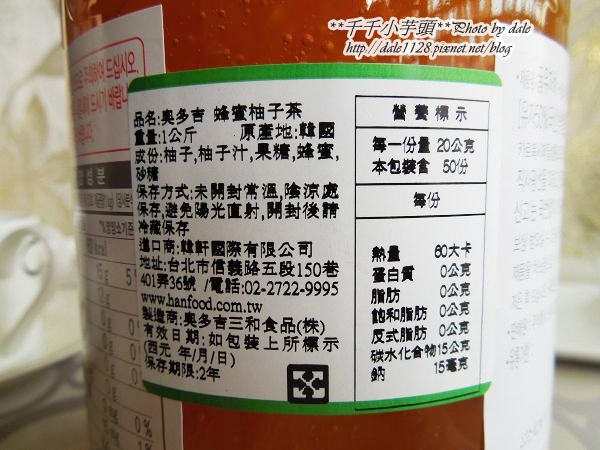 **千千小芋頭**Photo by dale
http://dale1128.pixnet.net/blog
드십시오.
주시기 바랍니
品名:奧多吉 蜂蜜柚子茶
重量:1公斤 原產地:韓國
成份:柚子,柚子汁,果糖,蜂蜜,
砂糖
保存方式:未開封常溫,陰涼處
保存,避免陽光直射,開封後請
冷藏保存
進口商:韓軒國際有限公司
地址:台北市信義路五段150巷
401弄36號/電話:02-2722-9995
www.hanfood.com.tw
製造商:奧多吉三和食品(株)
有效日期:如包裝上所標示
(西元 年/月/日)
保存期限:2年
營養標示
每一份量 20公克
本包裝含 50份
每份
熱量 60大卡
蛋白質 0公克
脂肪 0公克
飽和脂肪 0公克
反式脂肪 0公克
碳水化合物15公克
鈉 15毫克